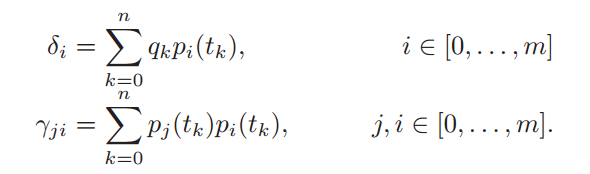 δ_i = ∑_{k=0}^{n} q_k p_i(t_k), i ∈ [0, . . . , m]
γ_{ji} = ∑_{k=0}^{n} p_j(t_k)p_i(t_k), j, i ∈ [0, . . . , m].